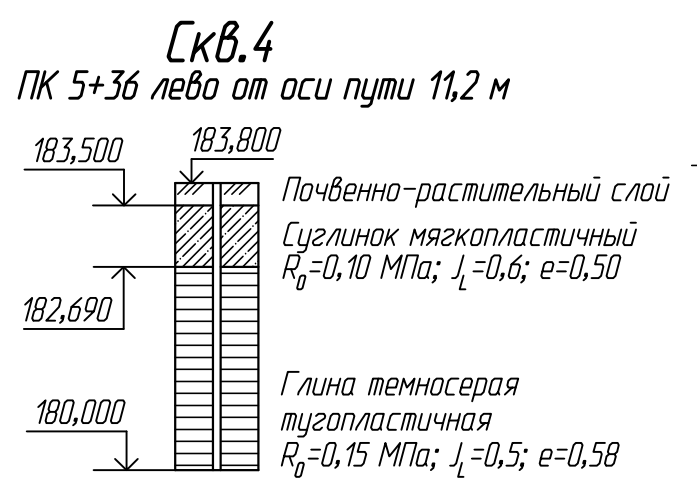 Скв.4
ПК 5+36 лево от оси пути 11,2 м
183,800
183,500
Почвенно-растительный слой
Суглинок мягкопластичный
R₀=0,10 МПа; J_L=0,6; e=0,50
182,690
Глина темносерая
180,000
тугопластичная
R₀=0,15 МПа; J_L=0,5; e=0,58